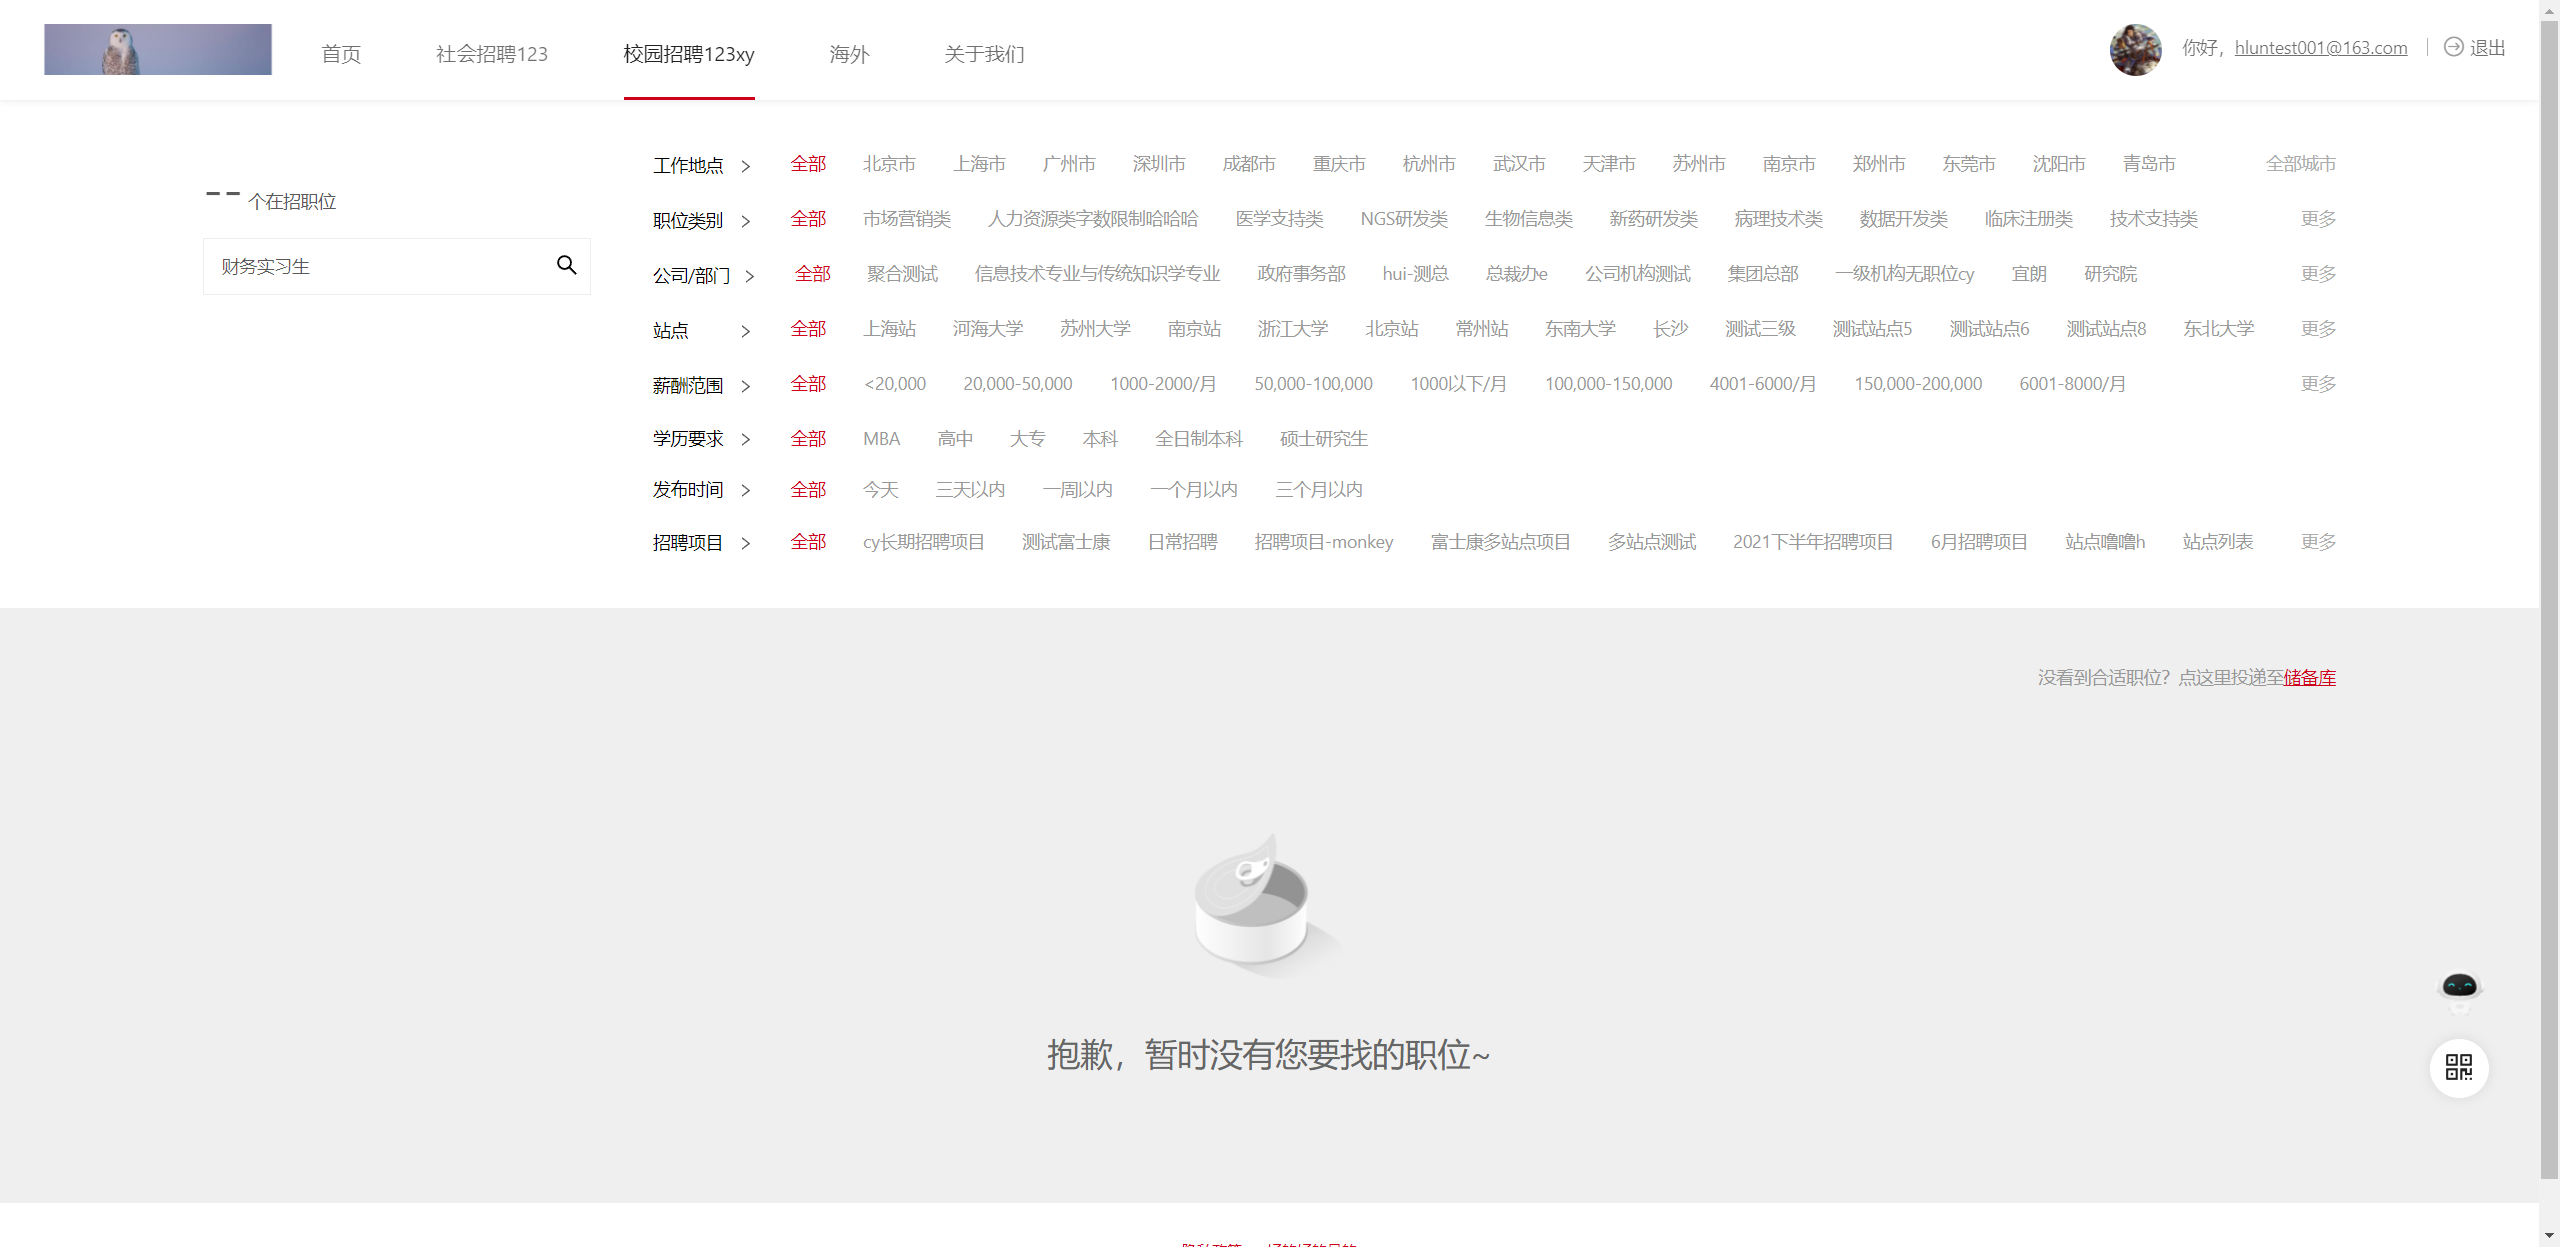 首页 社会招聘123 校园招聘123xy 海外 关于我们 你好，hluntest001@163.com 退出
-- 个在招职位
财务实习生
工作地点 > 全部 北京市 上海市 广州市 深圳市 成都市 重庆市 杭州市 武汉市 天津市 苏州市 南京市 郑州市 东莞市 沈阳市 青岛市 全部城市
职位类别 > 全部 市场营销类 人力资源类字数限制哈哈哈 医学支持类 NGS研发类 生物信息类 新药研发类 病理技术类 数据开发类 临床注册类 技术支持类 更多
公司/部门 > 全部 聚合测试 信息技术专业与传统知识学专业 政府事务部 hui-测总 总裁办e 公司机构测试 集团总部 一级机构无职位cy 宜朗 研究院 更多
站点 > 全部 上海站 河海大学 苏州大学 南京站 浙江大学 北京站 常州站 东南大学 长沙 测试三级 测试站点5 测试站点6 测试站点8 东北大学 更多
薪酬范围 > 全部 <20,000 20,000-50,000 1000-2000/月 50,000-100,000 1000以下/月 100,000-150,000 4001-6000/月 150,000-200,000 6001-8000/月 更多
学历要求 > 全部 MBA 高中 大专 本科 全日制本科 硕士研究生
发布时间 > 全部 今天 三天以内 一周以内 一个月以内 三个月以内
招聘项目 > 全部 cy长期招聘项目 测试富士康 日常招聘 招聘项目-monkey 富士康多站点项目 多站点测试 2021下半年招聘项目 6月招聘项目 站点噜噜h 站点列表 更多
没看到合适职位？点这里投递至储备库
抱歉，暂时没有您要找的职位~